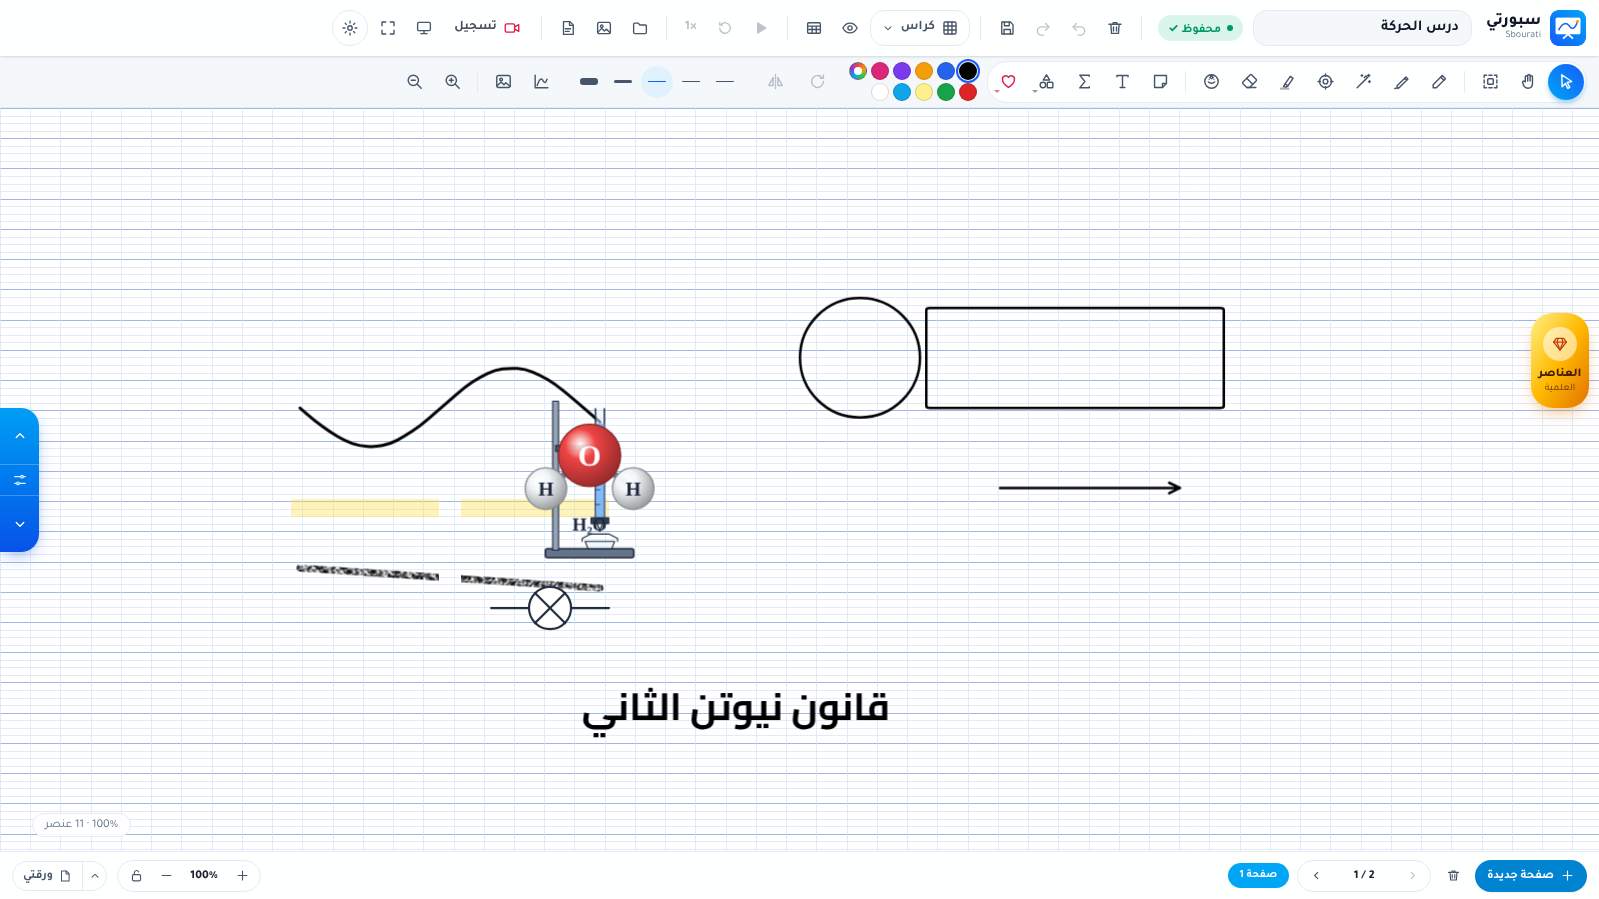 سبورتي
Sbourati
درس الحركة
محفوظ ✓
كراس
1×
تسجيل
العناصر
العلمية
O
H
H
H₂O
قانون نيوتن الثاني
100% · 11 عنصر
صفحة جديدة
1 / 2
صفحة 1
100%
ورقتي